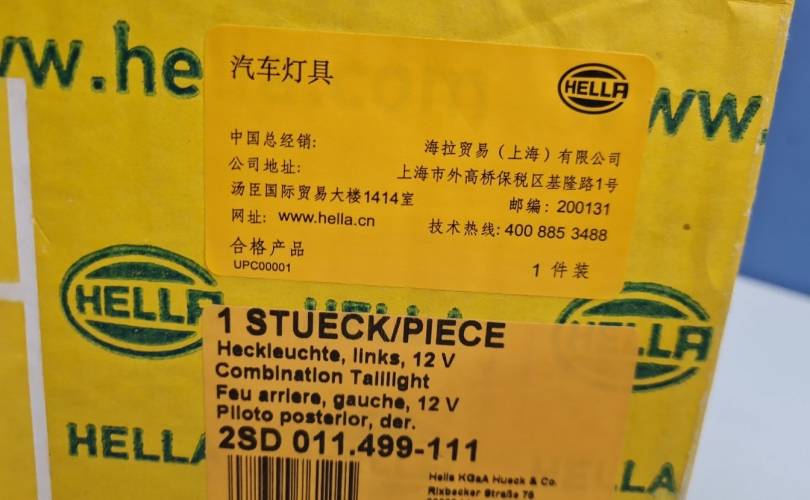 www.he
www.
汽车灯具
HELLA
中国总经销: 海拉贸易（上海）有限公司
公司地址: 上海市外高桥保税区基隆路1号
汤臣国际贸易大楼1414室 邮编: 200131
网址: www.hella.cn 技术热线: 400 885 3488
合格产品
UPC00001 1 件装
HELLA
HELLA
1 STUECK/PIECE
Heckleuchte, links, 12 V
Combination Taillight
Feu arriere, gauche, 12 V
Piloto posterior, der.
2SD 011.499-111
HELLA
Hella KGaA Hueck & Co.
Rixbecker Straße 75